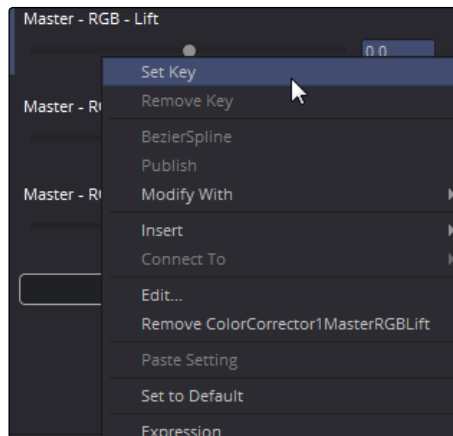 Master - RGB - Lift
0.0
Set Key
Remove Key
Master - R
BezierSpline
Publish
Master - R
Modify With
Insert
Connect To
Edit...
Remove ColorCorrector1MasterRGBLift
Paste Setting
Set to Default
Expression